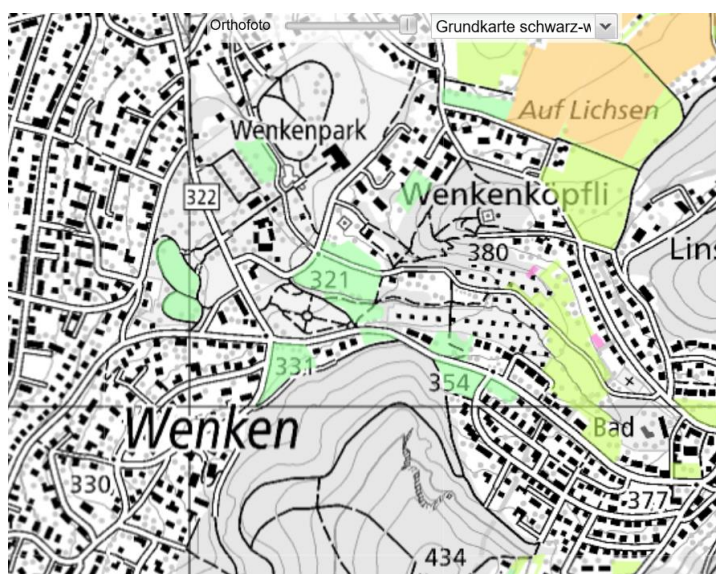 Orthofoto
Grundkarte schwarz-w
Auf Lichsen
Wenkenpark
322
Wenkenköpfli
380
Lins
321
331
354
Wenken
Bad
330
377
434